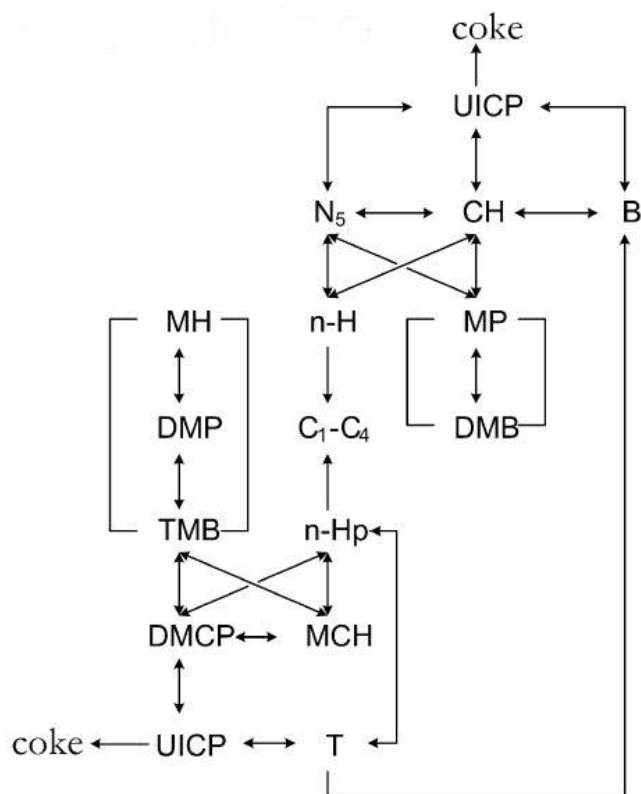 coke
UICP
N₅ CH B
MH n-H MP
DMP C₁-C₄ DMB
TMB n-Hp
DMCP MCH
coke UICP T